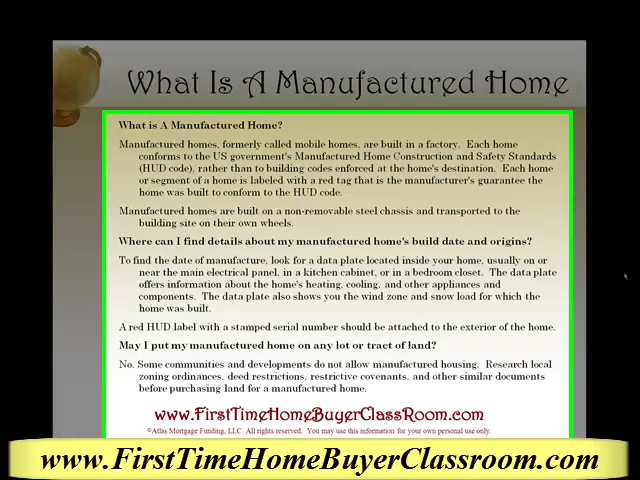 What Is A Manufactured Home
What is A Manufactured Home?
Manufactured homes, formerly called mobile homes, are built in a factory. Each home
conforms to the US government's Manufactured Home Construction and Safety Standards
(HUD code), rather than to building codes enforced at the home's destination. Each home
or segment of a home is labeled with a red tag that is the manufacturer's guarantee the
home was built to conform to the HUD code.
Manufactured homes are built on a non-removable steel chassis and transported to the
building site on their own wheels.
Where can I find details about my manufactured home's build date and origins?
To find the date of manufacture, look for a data plate located inside your home, usually on or
near the main electrical panel, in a kitchen cabinet, or in a bedroom closet. The data plate
offers information about the home's heating, cooling, and other appliances and
components. The data plate also shows you the wind zone and snow load for which the
home was built.
A red HUD label with a stamped serial number should be attached to the exterior of the home.
May I put my manufactured home on any lot or tract of land?
No. Some communities and developments do not allow manufactured housing. Research local
zoning ordinances, deed restrictions, restrictive covenants, and other similar documents
before purchasing land for a manufactured home.
www.FirstTimeHomeBuyerClassRoom.com
©Atlas Mortgage Funding, LLC All rights reserved. You may use this information for your own personal use only.
www.FirstTimeHomeBuyerClassroom.com